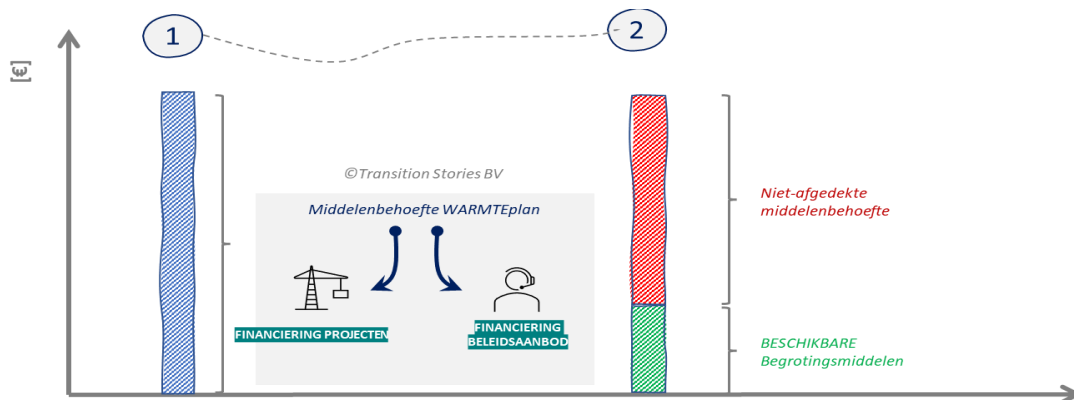 1
2
[€]
©Transition Stories BV
Middelenbehoefte WARMTEplan
FINANCIERING PROJECTEN
FINANCIERING
BELEIDSAANBOD
Niet-afgedekte
middelenbehoefte
BESCHIKBARE
Begrotingsmiddelen